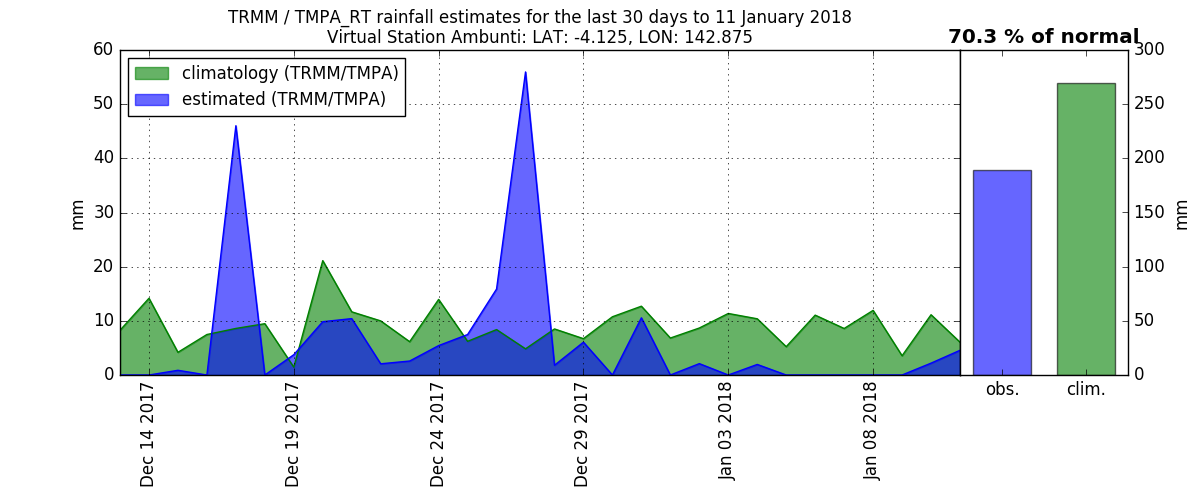 TRMM / TMPA_RT rainfall estimates for the last 30 days to 11 January 2018
Virtual Station Ambunti: LAT: -4.125, LON: 142.875
70.3 % of normal
climatology (TRMM/TMPA)
estimated (TRMM/TMPA)
60
50
40
30
20
10
0
mm
Dec 14 2017
Dec 19 2017
Dec 24 2017
Dec 29 2017
Jan 03 2018
Jan 08 2018
obs.
clim.
300
250
200
150
100
50
0
mm